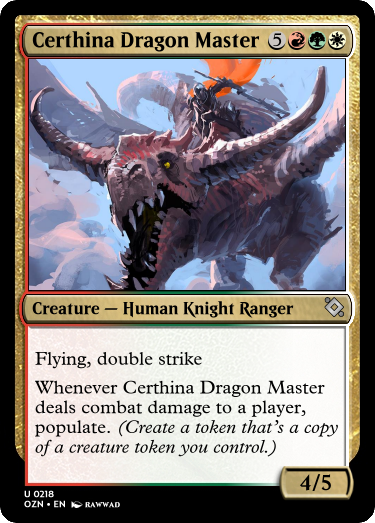 Certhina Dragon Master 5
Creature — Human Knight Ranger
Flying, double strike
Whenever Certhina Dragon Master
deals combat damage to a player,
populate. (Create a token that's a copy
of a creature token you control.)
4/5
U 0218
OZN • EN RAWWAD